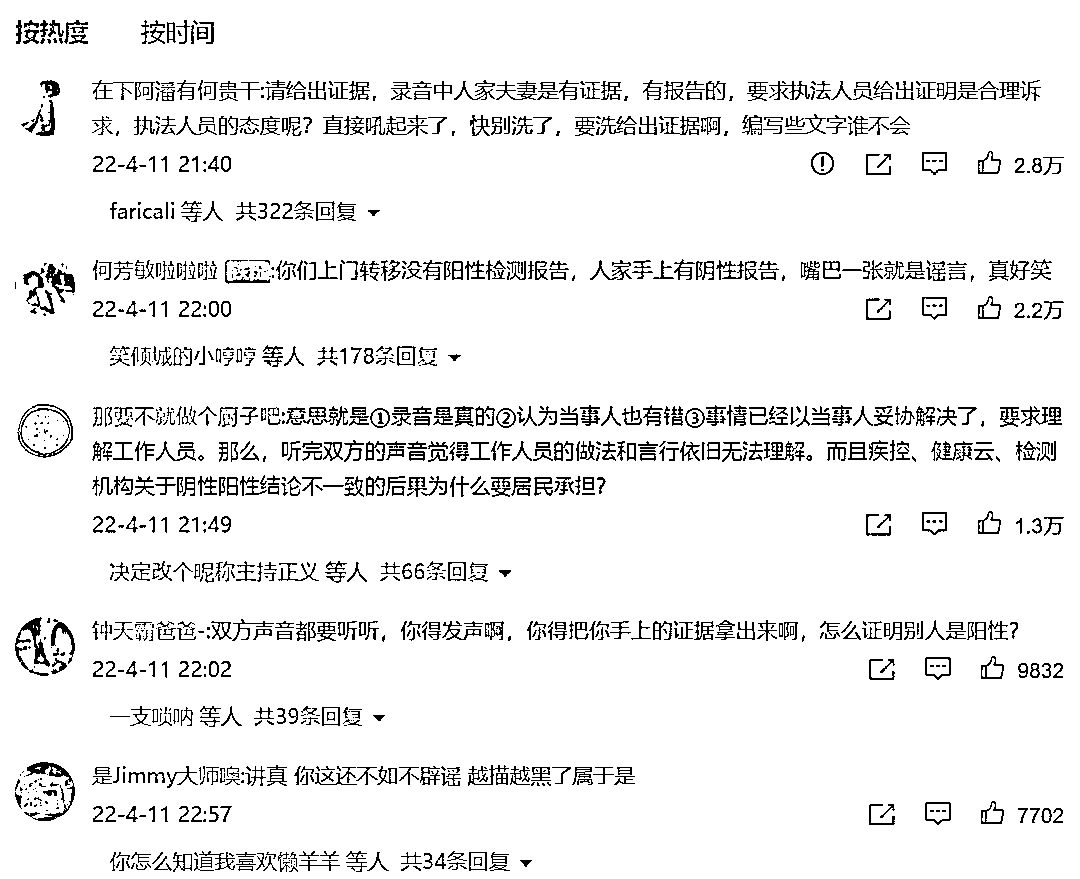 按热度 按时间
在下阿潘有何贵干:请给出证据，录音中人家夫妻是有证据，有报告的，要求执法人员给出证明是合理诉
求，执法人员的态度呢？直接吼起来了，快别洗了，要洗给出证据啊，编写些文字谁不会
22-4-11 21:40 2.8万
faricali 等人 共322条回复
何芳敏啦啦啦 :你们上门转移没有阳性检测报告，人家手上有阴性报告，嘴巴一张就是谣言，真好笑
22-4-11 22:00 2.2万
笑倾城的小哼哼 等人 共178条回复
那要不就做个厨子吧:意思就是①录音是真的②认为当事人也有错③事情已经以当事人妥协解决了，要求理
解工作人员。那么，听完双方的声音觉得工作人员的做法和言行依旧无法理解。而且疾控、健康云、检测
机构关于阴性阳性结论不一致的后果为什么要居民承担？
22-4-11 21:49 1.3万
决定改个昵称主持正义 等人 共66条回复
钟天霸爸爸-:双方声音都要听听，你得发声啊，你得把你手上的证据拿出来啊，怎么证明别人是阳性？
22-4-11 22:02 9832
一支唢呐 等人 共39条回复
是Jimmy大师噢:讲真 你这还不如不辟谣 越描越黑了属于是
22-4-11 22:57 7702
你怎么知道我喜欢懒羊羊 等人 共34条回复